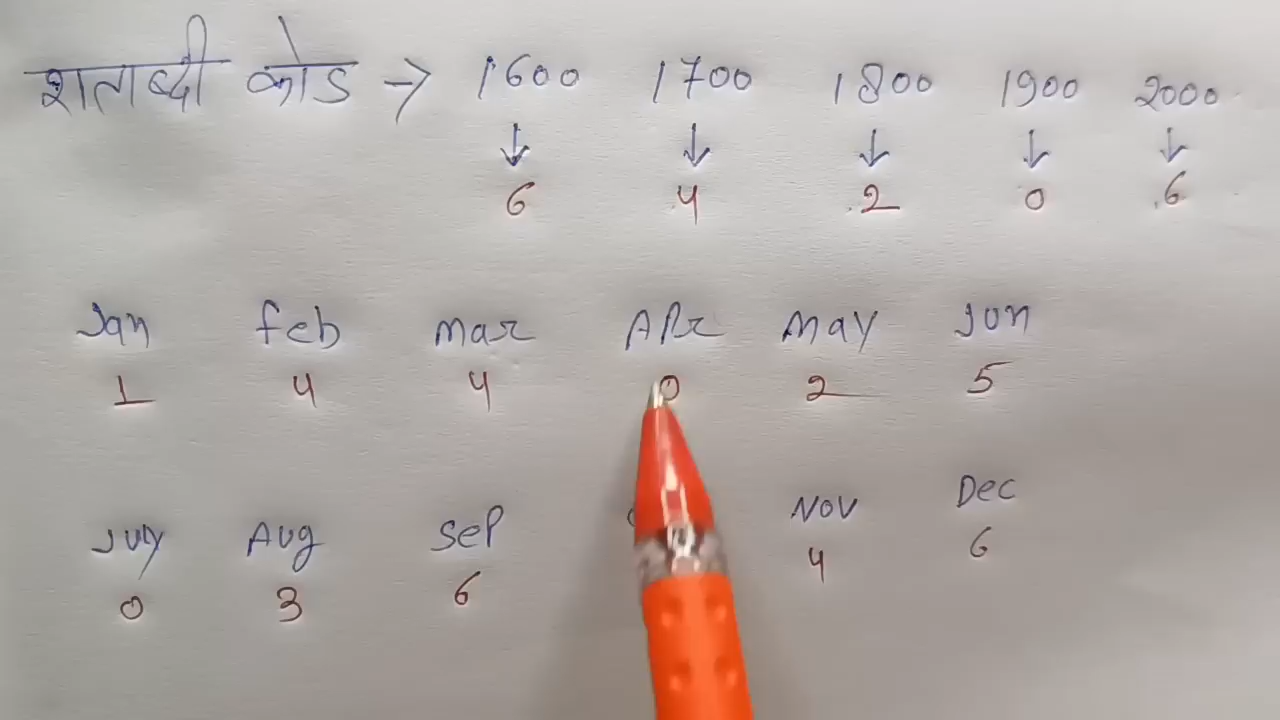 शताब्दी कोड → 1600 1700 1800 1900 2000
↓ ↓ ↓ ↓ ↓
6 4 2 0 6
Jan feb mar APr may Jun
1 4 4 0 2 5
July Aug Sep Nov Dec
0 3 6 4 6